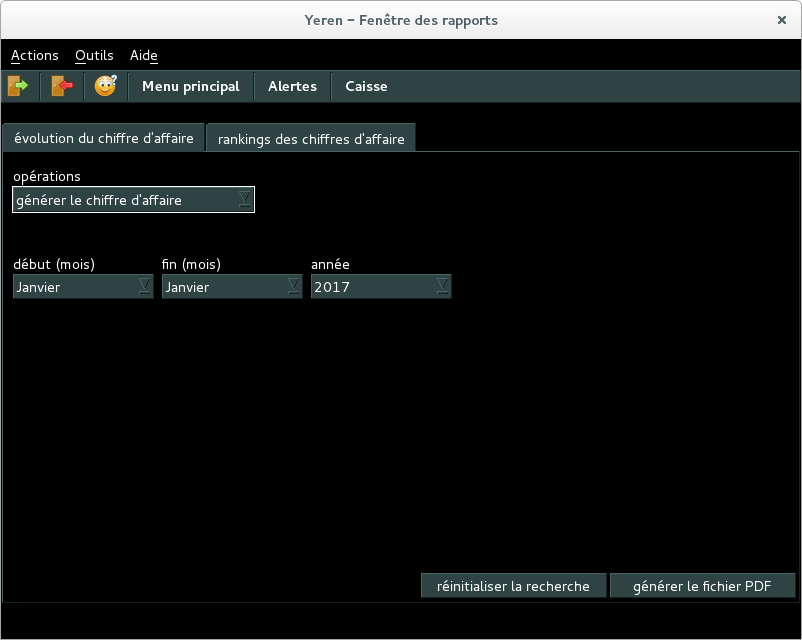 Yeren – Fenêtre des rapports
Actions Outils Aide
Menu principal Alertes Caisse
évolution du chiffre d'affaire rankings des chiffres d'affaire
opérations
générer le chiffre d'affaire
début (mois) fin (mois) année
Janvier Janvier 2017
réinitialiser la recherche générer le fichier PDF